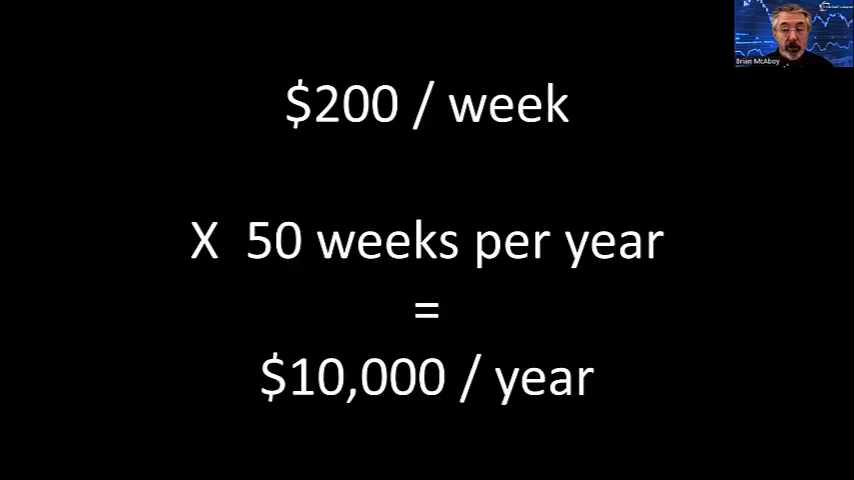 Brian McAboy
$200 / week
X 50 weeks per year
=
$10,000 / year